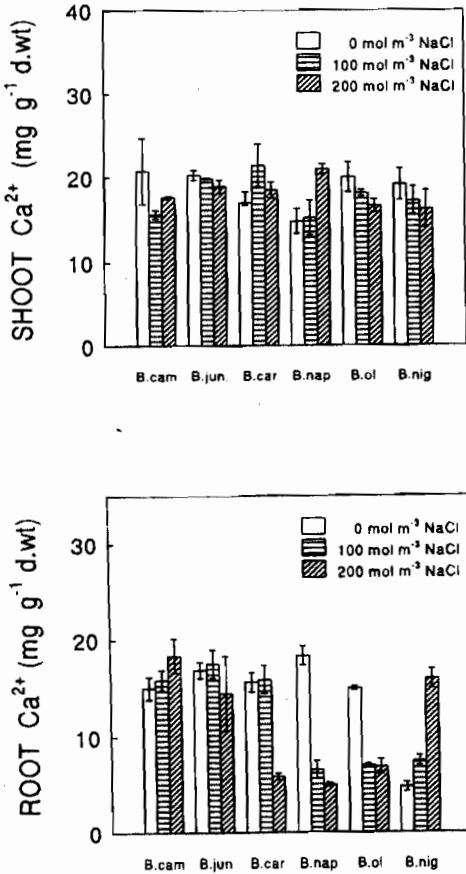 SHOOT Ca²⁺ (mg g⁻¹ d.wt)
40
30
20
10
0
0 mol m⁻³ NaCl
100 mol m⁻³ NaCl
200 mol m⁻³ NaCl
B.cam B.jun. B.car B.nap B.ol B.nig
ROOT Ca²⁺ (mg g⁻¹ d.wt)
30
20
10
0
0 mol m⁻³ NaCl
100 mol m⁻³ NaCl
200 mol m⁻³ NaCl
B.cam B.jun B.car B.nap B.ol B.nig